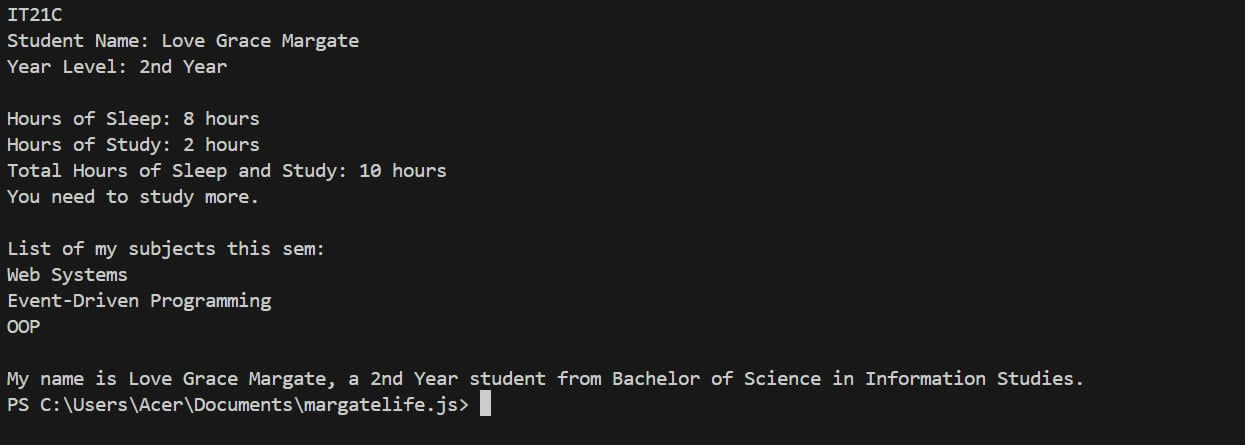 IT21C
Student Name: Love Grace Margate
Year Level: 2nd Year
Hours of Sleep: 8 hours
Hours of Study: 2 hours
Total Hours of Sleep and Study: 10 hours
You need to study more.
List of my subjects this sem:
Web Systems
Event-Driven Programming
OOP
My name is Love Grace Margate, a 2nd Year student from Bachelor of Science in Information Studies.
PS C:\Users\Acer\Documents\margatelife.js>